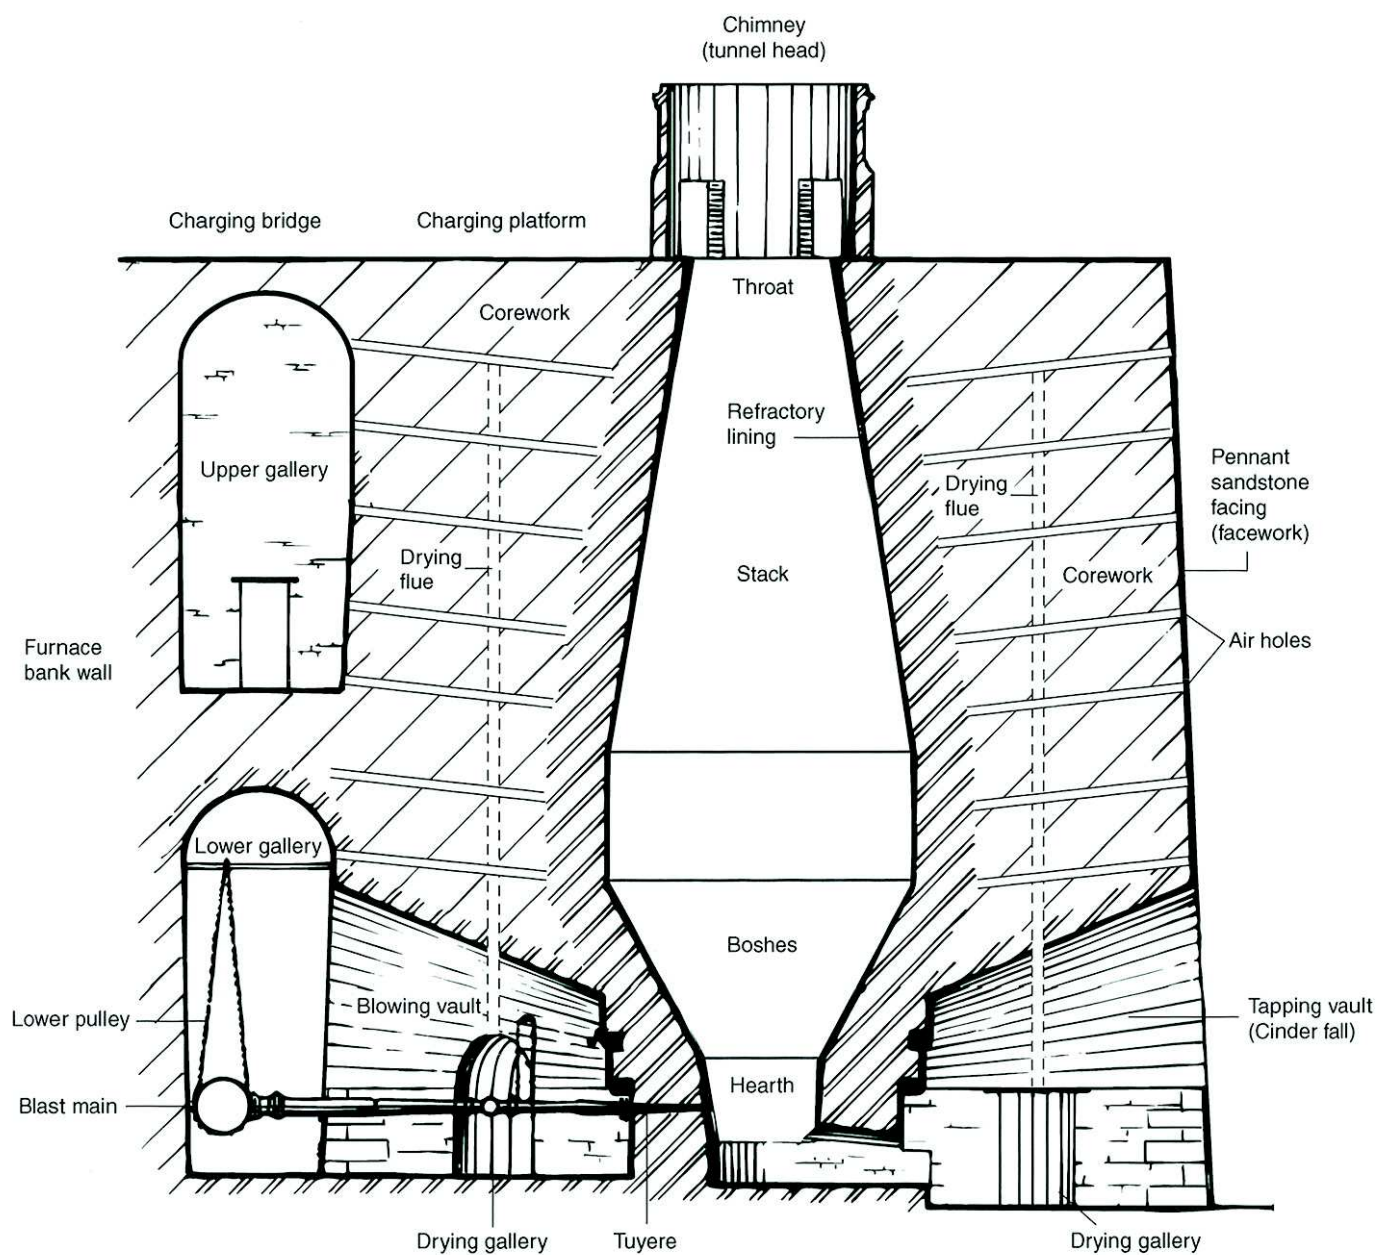 Chimney
(tunnel head)
Charging bridge
Charging platform
Throat
Corework
Refractory
lining
Upper gallery
Drying
flue
Pennant
sandstone
facing
(facework)
Drying
flue
Stack
Corework
Furnace
bank wall
Air holes
Lower gallery
Boshes
Lower pulley
Blowing vault
Tapping vault
(Cinder fall)
Blast main
Hearth
Drying gallery
Tuyere
Drying gallery